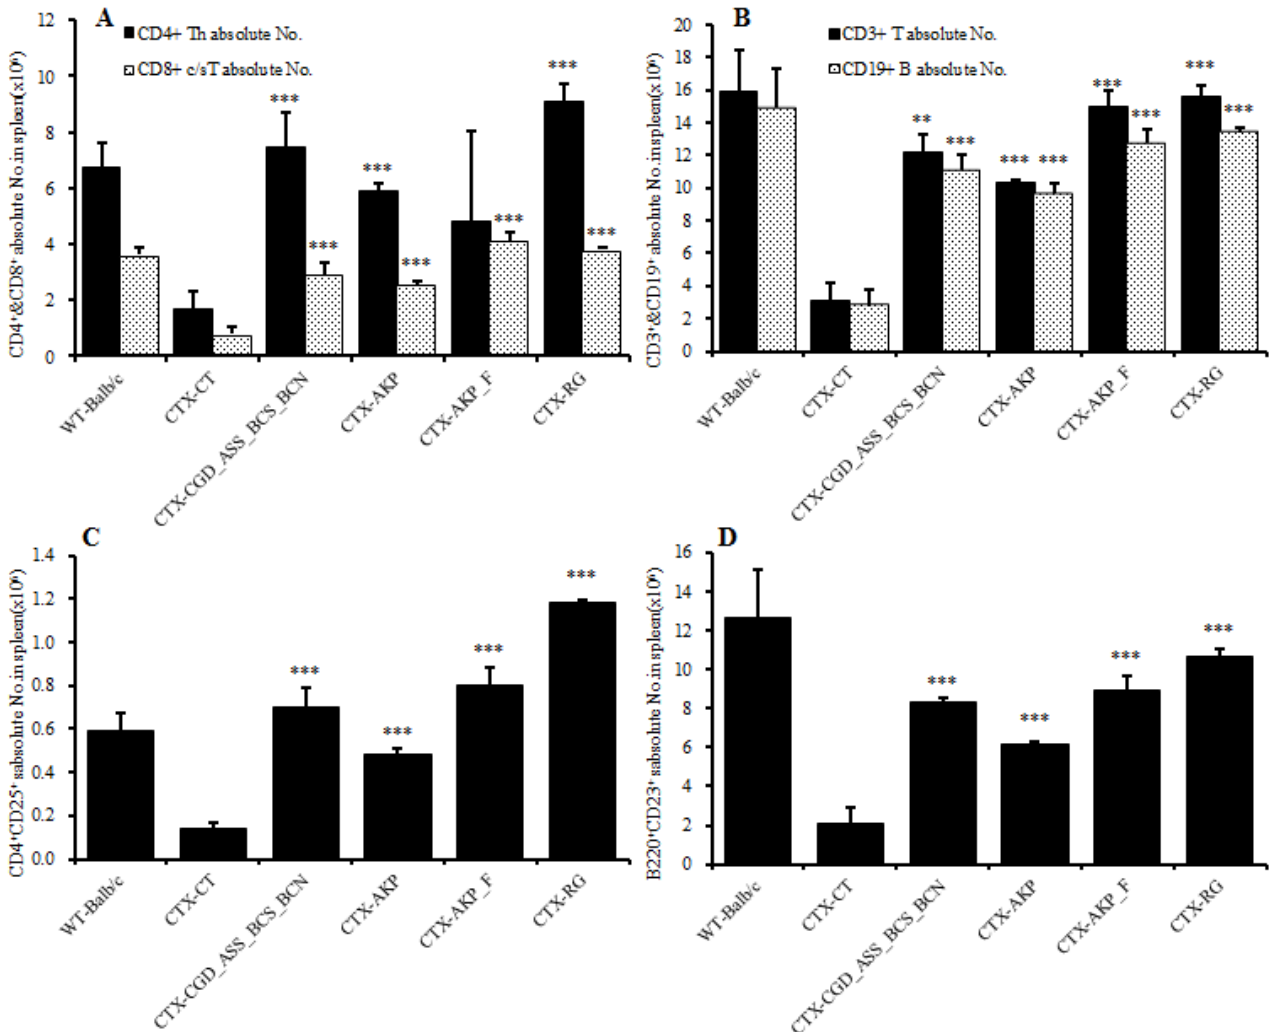 A
CD4+ Th absolute No.
CD8+ c/sT absolute No.
CD4⁺&CD8⁺ absolute No.in spleen(x10⁶)
12
10
8
6
4
2
0
***
***
***
***
***
***
***
WT-Balb/c
CTX-CT
CTX-CGD_ASS_BCS_BCN
CTX-AKP
CTX-AKP_F
CTX-RG
B
CD3+ T absolute No.
CD19+ B absolute No.
CD3⁺&CD19⁺ absolute No.in spleen(x10⁶)
20
18
16
14
12
10
8
6
4
2
0
**
***
***
***
***
***
***
***
WT-Balb/c
CTX-CT
CTX-CGD_ASS_BCS_BCN
CTX-AKP
CTX-AKP_F
CTX-RG
C
CD4⁺CD25⁺ sabsolute No.in spleen(x10⁶)
1.4
1.2
1.0
0.8
0.6
0.4
0.2
0.0
***
***
***
***
WT-Balb/c
CTX-CT
CTX-CGD_ASS_BCS_BCN
CTX-AKP
CTX-AKP_F
CTX-RG
D
B220⁺CD23⁺ sabsolute No.in spleen(x10⁶)
16
14
12
10
8
6
4
2
0
***
***
***
***
WT-Balb/c
CTX-CT
CTX-CGD_ASS_BCS_BCN
CTX-AKP
CTX-AKP_F
CTX-RG